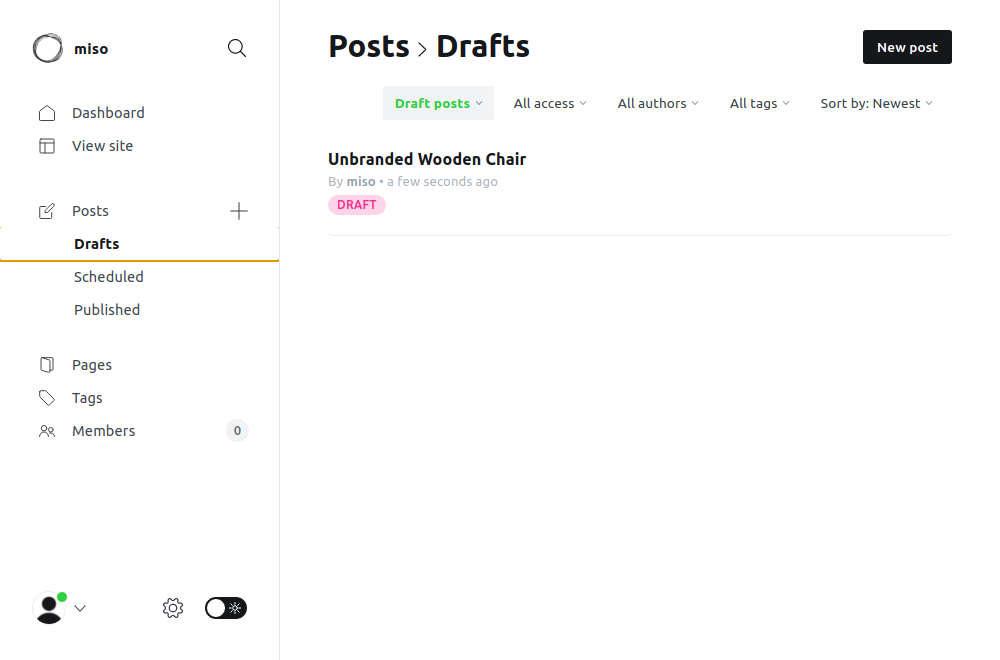 miso
Dashboard
View site
Posts
Drafts
Scheduled
Published
Pages
Tags
Members 0
Posts > Drafts
New post
Draft posts All access All authors All tags Sort by: Newest
Unbranded Wooden Chair
By miso • a few seconds ago
DRAFT